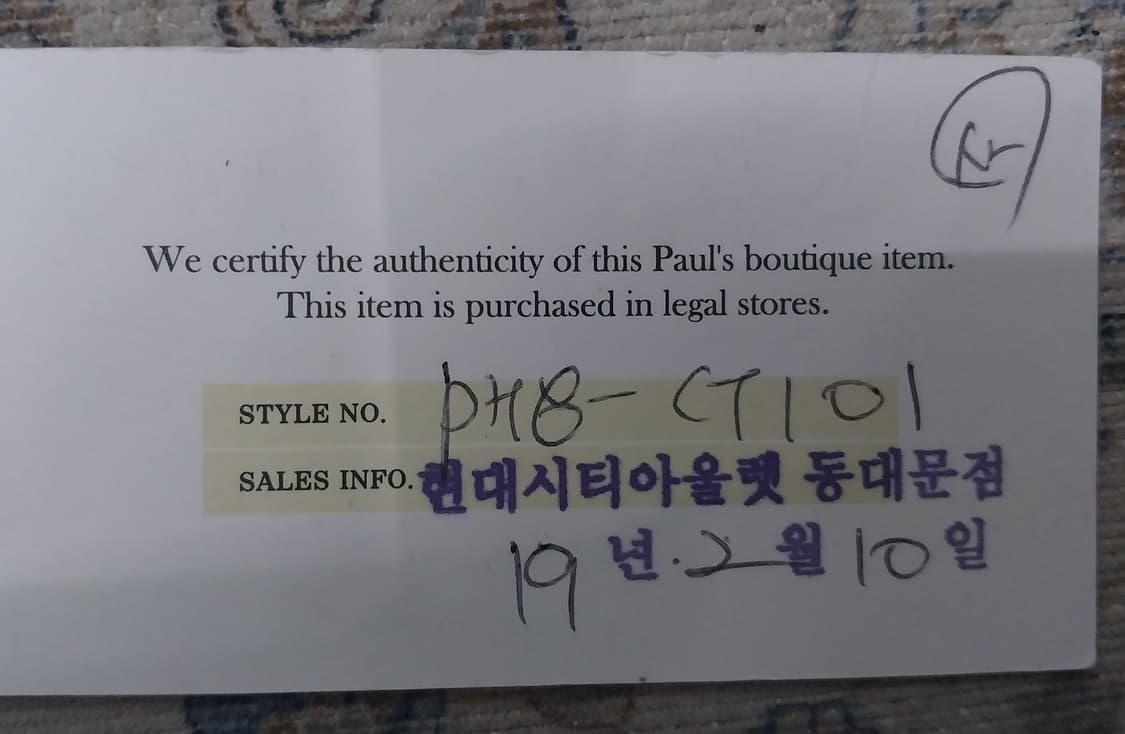 We certify the authenticity of this Paul's boutique item.
This item is purchased in legal stores.
STYLE NO. PH8-CT101
SALES INFO. 현대시티아울렛 동대문점
19년.2월10일